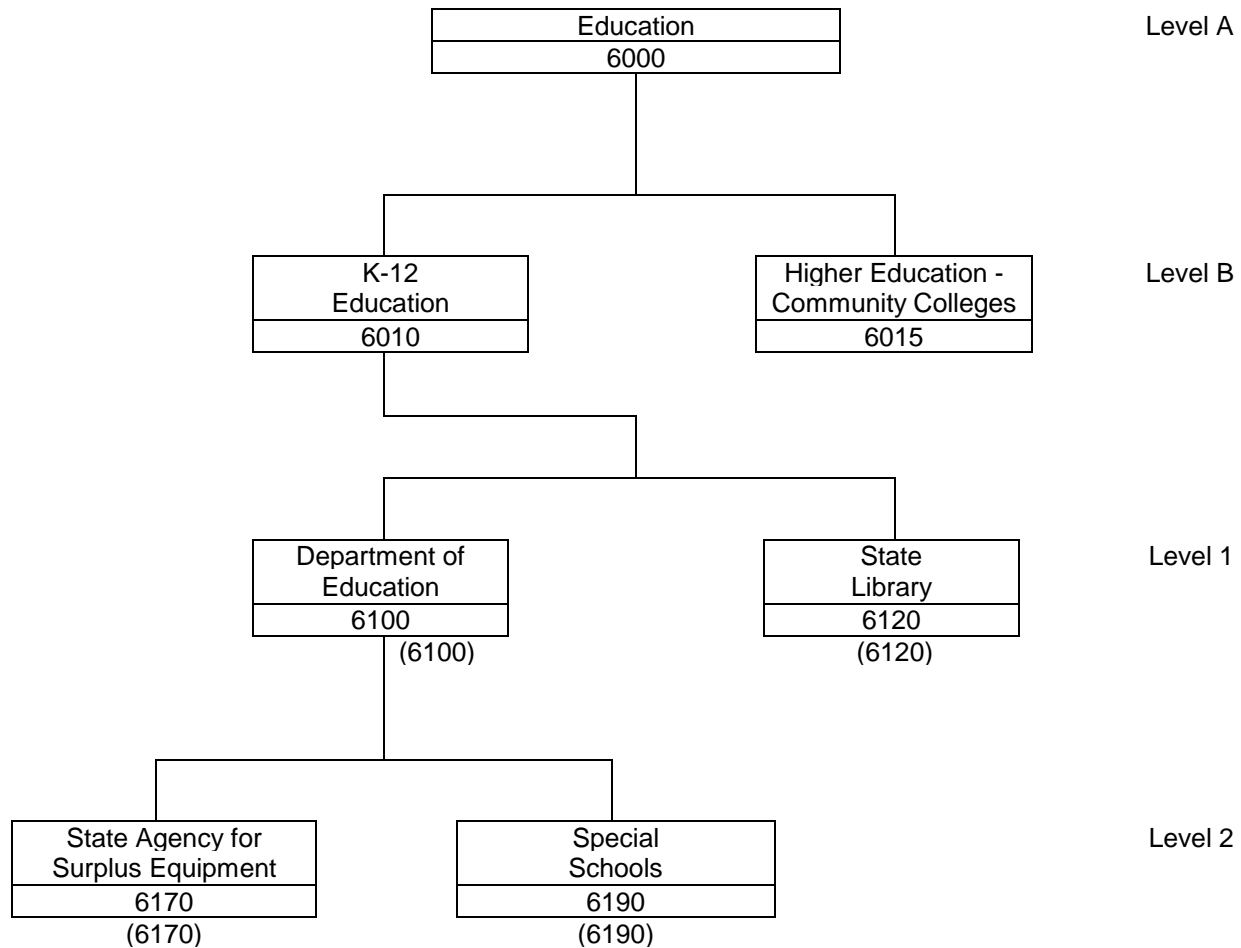 Education
Level A
6000
K-12
Education
6010
Higher Education -
Community Colleges
6015
Level B
Department of
Education
6100
(6100)
State
Library
6120
(6120)
Level 1
State Agency for
Surplus Equipment
6170
(6170)
Special
Schools
6190
(6190)
Level 2